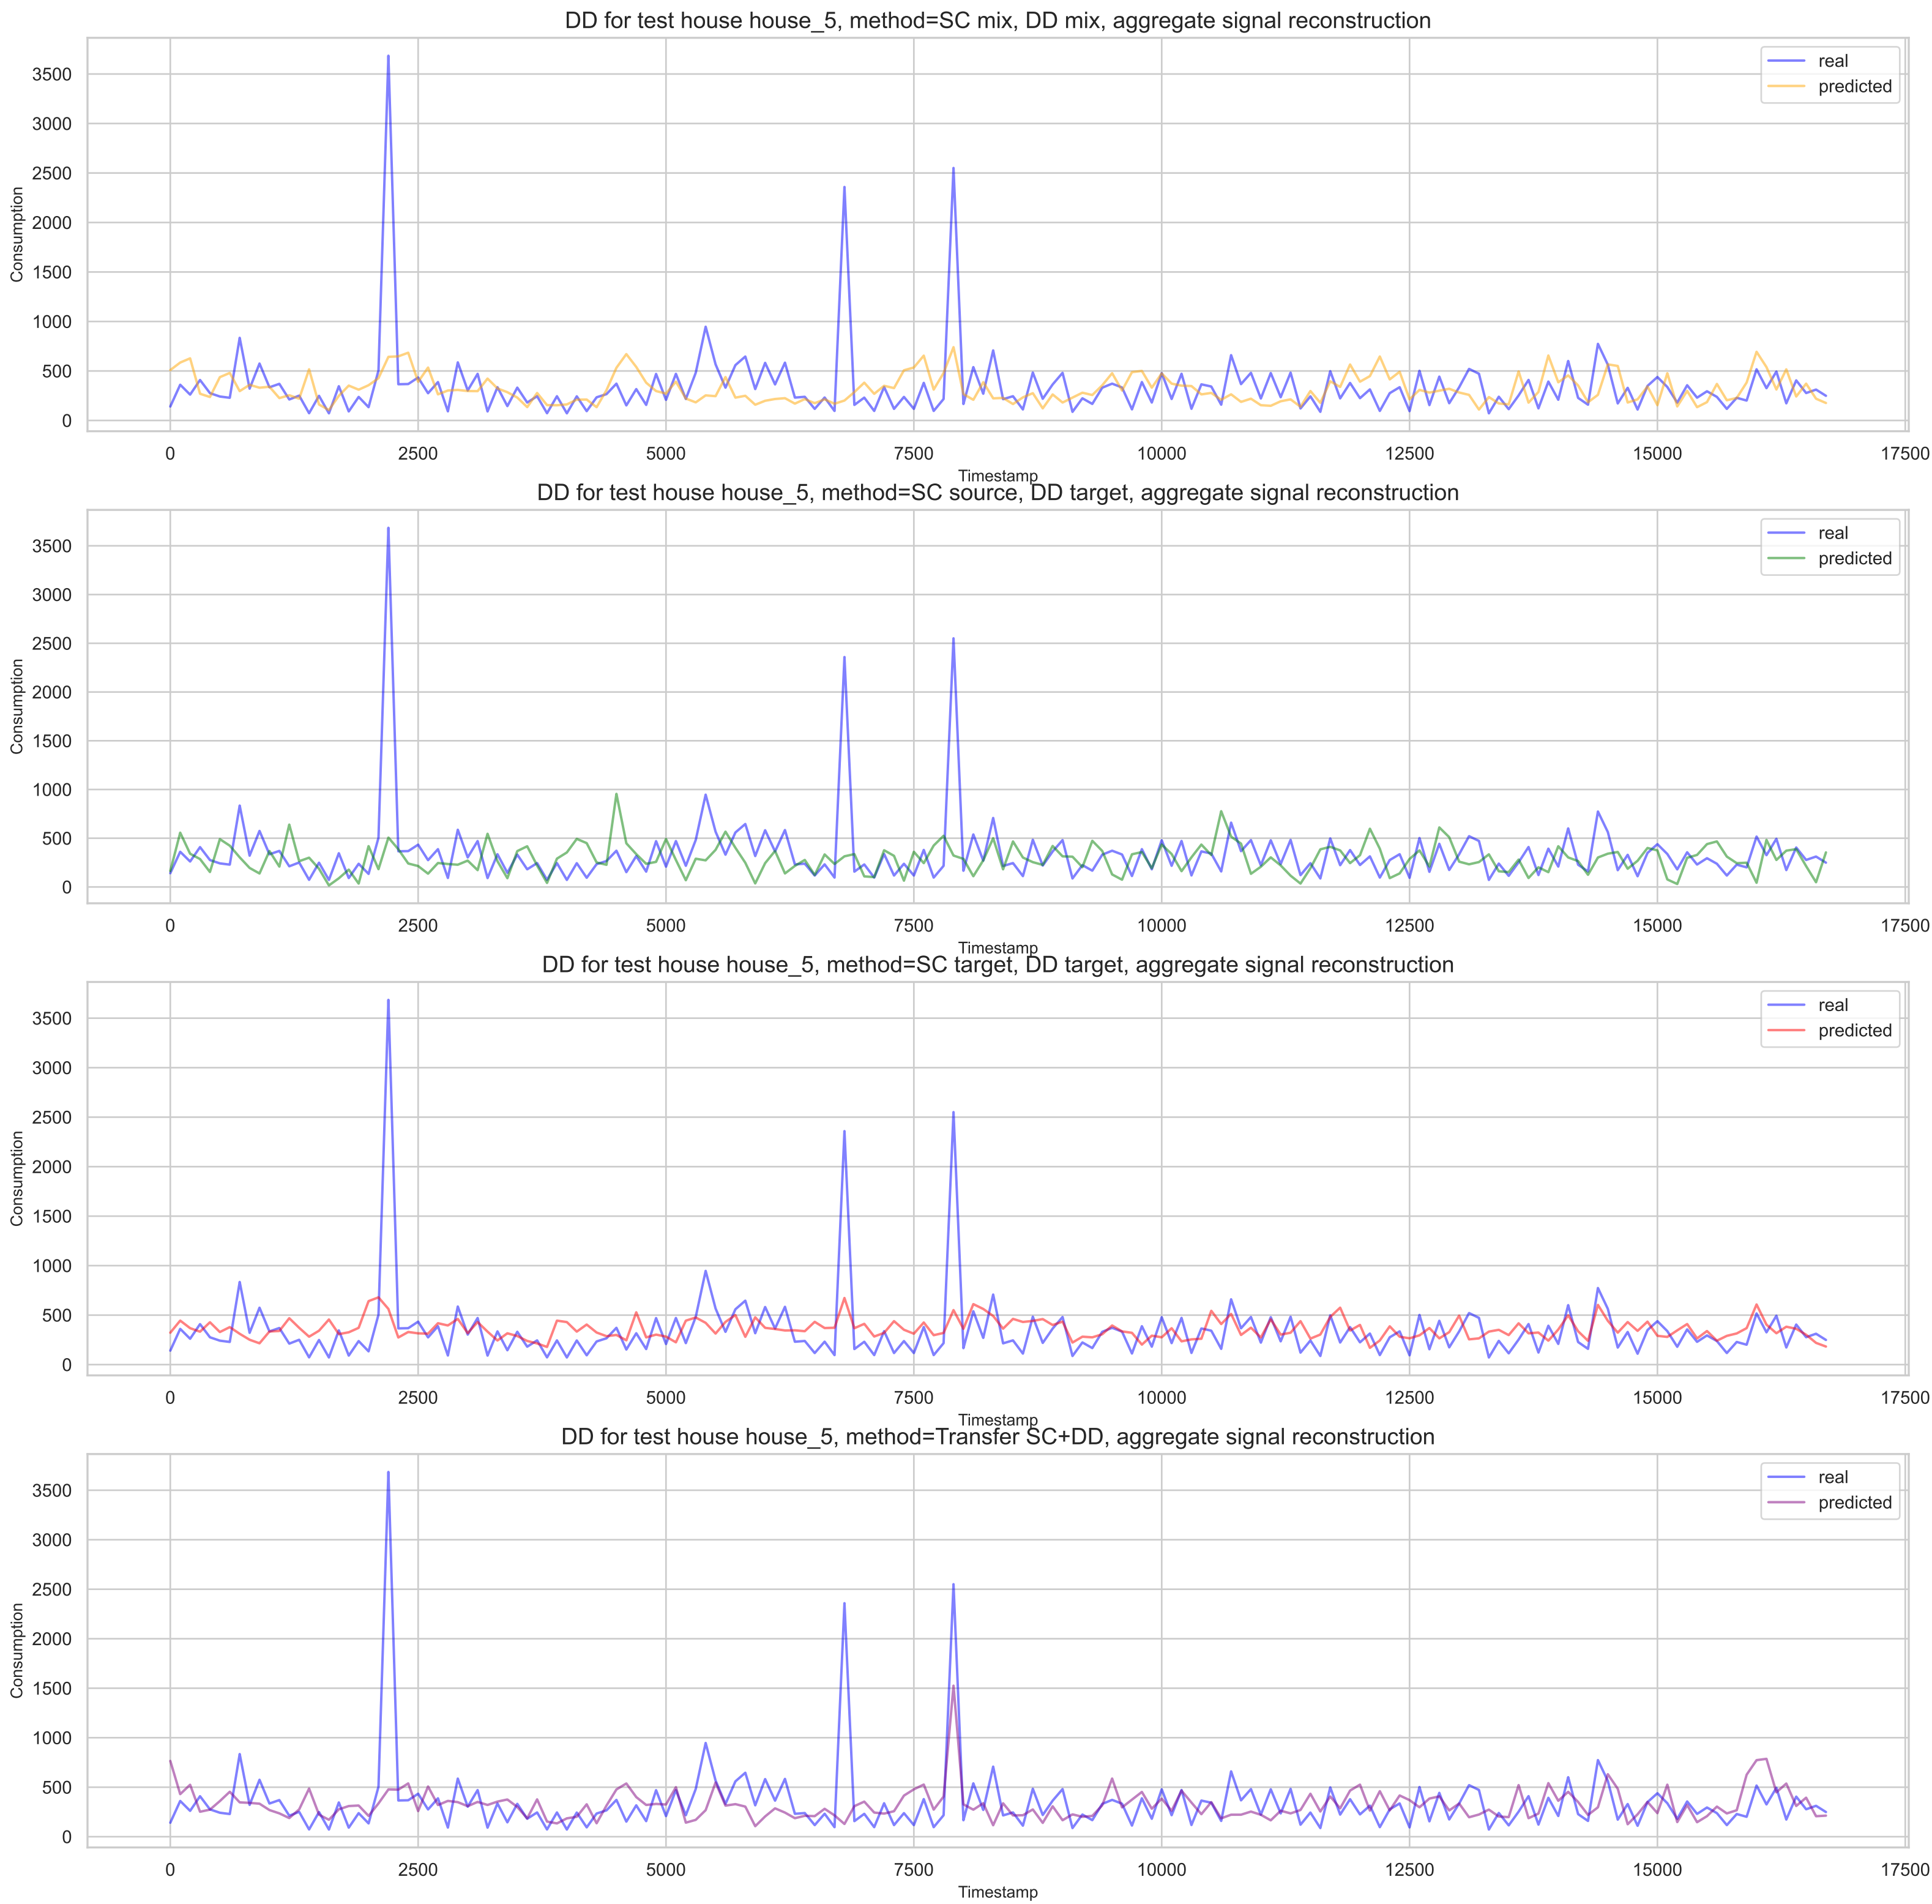 DD for test house house_5, method=SC mix, DD mix, aggregate signal reconstruction
real
predicted
3500
3000
2500
2000
1500
1000
500
0
Consumption
0 2500 5000 7500 10000 12500 15000 17500
Timestamp
DD for test house house_5, method=SC source, DD target, aggregate signal reconstruction
real
predicted
3500
3000
2500
2000
1500
1000
500
0
Consumption
0 2500 5000 7500 10000 12500 15000 17500
Timestamp
DD for test house house_5, method=SC target, DD target, aggregate signal reconstruction
real
predicted
3500
3000
2500
2000
1500
1000
500
0
Consumption
0 2500 5000 7500 10000 12500 15000 17500
Timestamp
DD for test house house_5, method=Transfer SC+DD, aggregate signal reconstruction
real
predicted
3500
3000
2500
2000
1500
1000
500
0
Consumption
0 2500 5000 7500 10000 12500 15000 17500
Timestamp